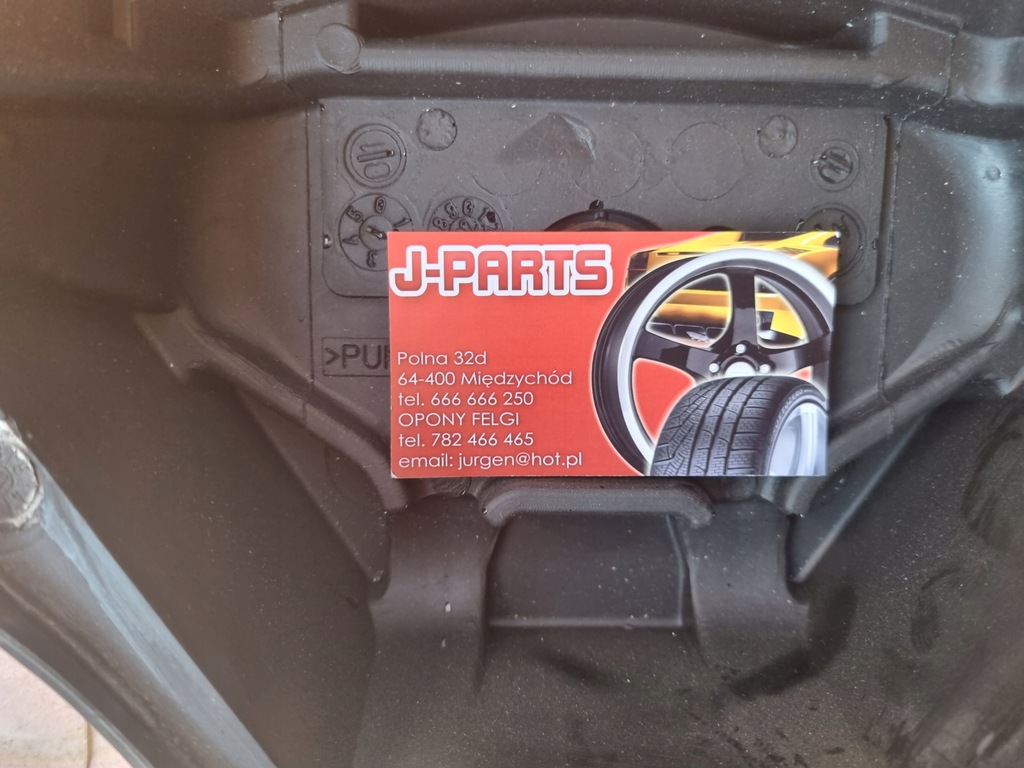 J-PARTS
>PU
Polna 32d
64-400 Międzychód
tel. 666 666 250
OPONY FELGI
tel. 782 466 465
email: jurgen@hot.pl